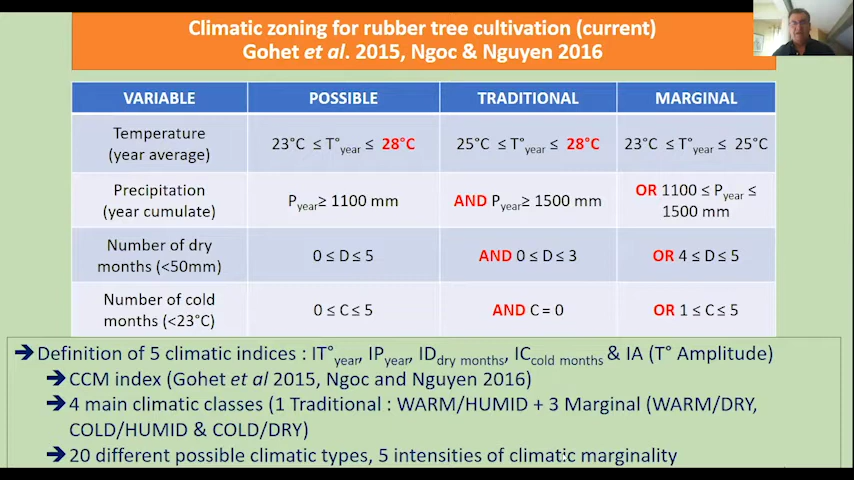 Climatic zoning for rubber tree cultivation (current)
Gohet et al. 2015, Ngoc & Nguyen 2016
VARIABLE POSSIBLE TRADITIONAL MARGINAL
Temperature (year average) 23°C ≤ T°year ≤ 28°C 25°C ≤ T°year ≤ 28°C 23°C ≤ T°year ≤ 25°C
Precipitation (year cumulate) Pyear≥ 1100 mm AND Pyear≥ 1500 mm OR 1100 ≤ Pyear ≤ 1500 mm
Number of dry months (<50mm) 0 ≤ D ≤ 5 AND 0 ≤ D ≤ 3 OR 4 ≤ D ≤ 5
Number of cold months (<23°C) 0 ≤ C ≤ 5 AND C = 0 OR 1 ≤ C ≤ 5
➔ Definition of 5 climatic indices : IT°year, IPyear, IDdry months, ICcold months & IA (T° Amplitude)
➔ CCM index (Gohet et al 2015, Ngoc and Nguyen 2016)
➔ 4 main climatic classes (1 Traditional : WARM/HUMID + 3 Marginal (WARM/DRY,
COLD/HUMID & COLD/DRY)
➔ 20 different possible climatic types, 5 intensities of climatic marginality